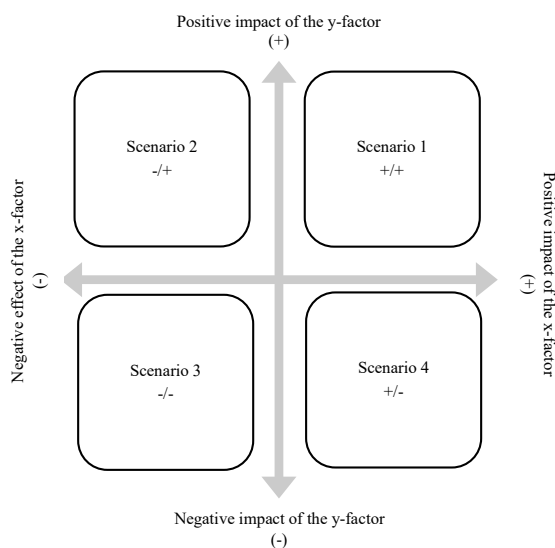 Positive impact of the y-factor
(+)
Scenario 2
-/+
Scenario 1
+/+
Negative effect of the x-factor
(-)
Positive impact of the x-factor
(+)
Scenario 3
-/-
Scenario 4
+/-
Negative impact of the y-factor
(-)